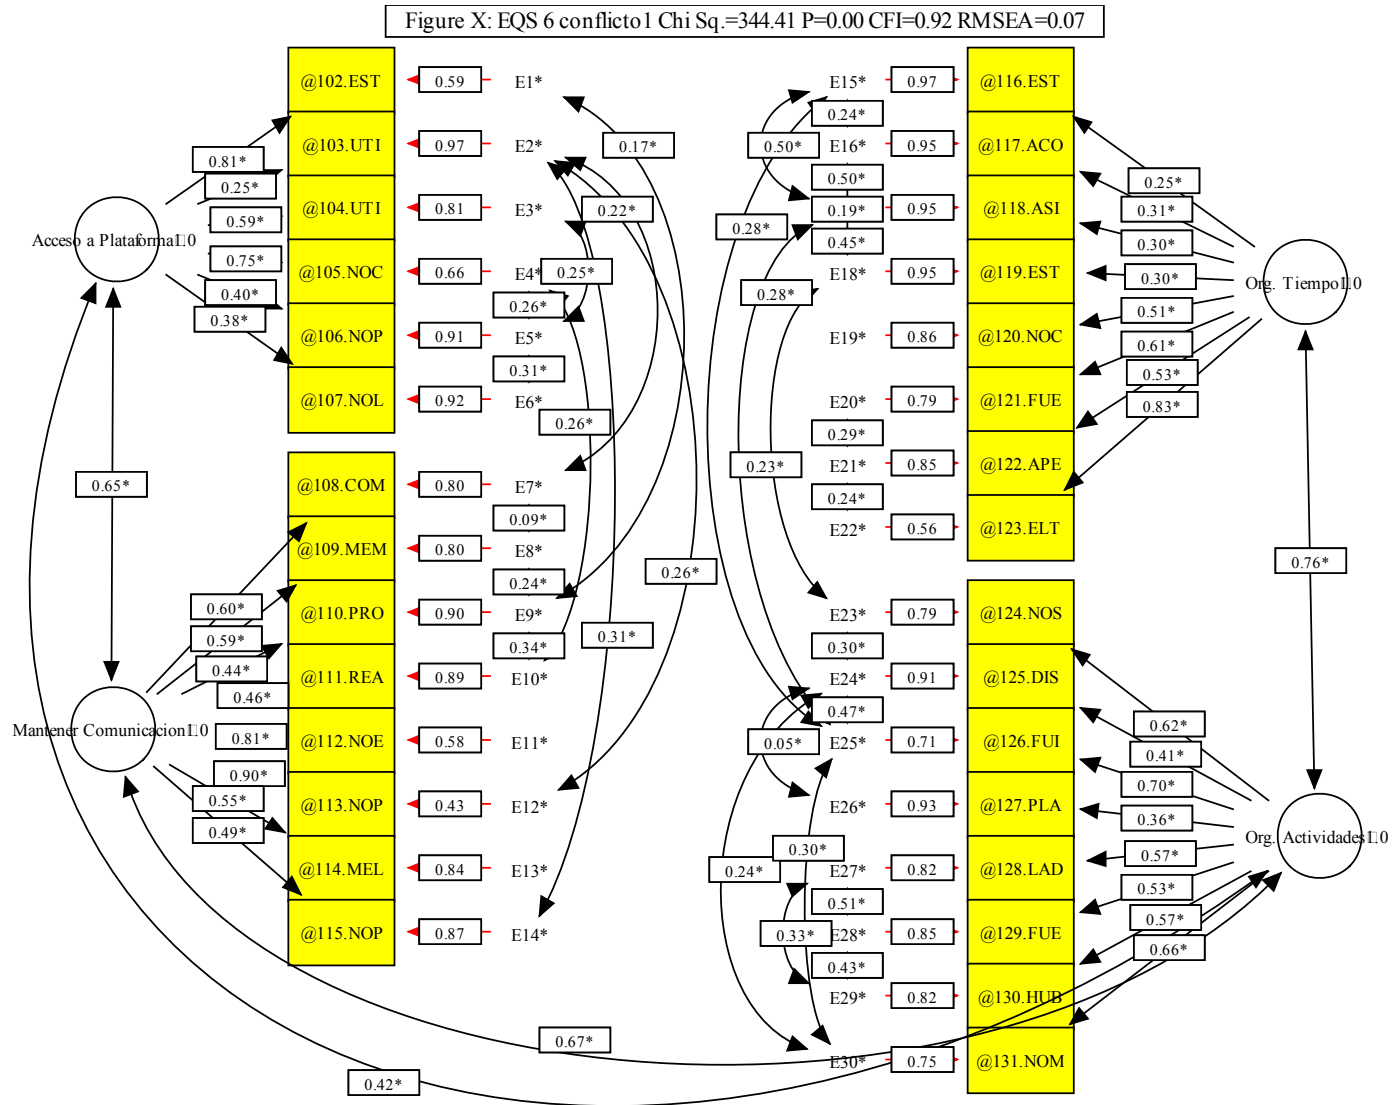 Figure X: EQS 6 conflicto1 Chi Sq.=344.41 P=0.00 CFI=0.92 RMSEA=0.07
@102.EST 0.59 E1*
@103.UTI 0.97 E2*
@104.UTI 0.81 E3*
@105.NOC 0.66 E4*
@106.NOP 0.91 E5*
@107.NOL 0.92 E6*
@108.COM 0.80 E7*
@109.MEM 0.80 E8*
@110.PRO 0.90 E9*
@111.REA 0.89 E10*
@112.NOE 0.58 E11*
@113.NOP 0.43 E12*
@114.MEL 0.84 E13*
@115.NOP 0.87 E14*
Acceso a Plataforma
0.81*
0.25*
0.59*
0.75*
0.40*
0.38*
0.65*
Mantener Comunicacion
0.60*
0.59*
0.44*
0.46*
0.81*
0.90*
0.55*
0.49*
0.17*
0.22*
0.25*
0.26*
0.31*
0.26*
0.09*
0.24*
0.34*
0.31*
0.26*
0.67*
0.42*
E15* 0.97 @116.EST
E16* 0.95 @117.ACO
0.95 @118.ASI
E18* 0.95 @119.EST
E19* 0.86 @120.NOC
E20* 0.79 @121.FUE
E21* 0.85 @122.APE
E22* 0.56 @123.ELT
E23* 0.79 @124.NOS
E24* 0.91 @125.DIS
E25* 0.71 @126.FUI
E26* 0.93 @127.PLA
E27* 0.82 @128.LAD
E28* 0.85 @129.FUE
E29* 0.82 @130.HUB
E30* 0.75 @131.NOM
0.24*
0.50*
0.50*
0.19*
0.28*
0.45*
0.28*
0.29*
0.23*
0.24*
0.30*
0.47*
0.05*
0.30*
0.24*
0.51*
0.33*
0.43*
Org. Tiempo
0.25*
0.31*
0.30*
0.30*
0.51*
0.61*
0.53*
0.83*
0.76*
Org. Actividades
0.62*
0.41*
0.70*
0.36*
0.57*
0.53*
0.57*
0.66*